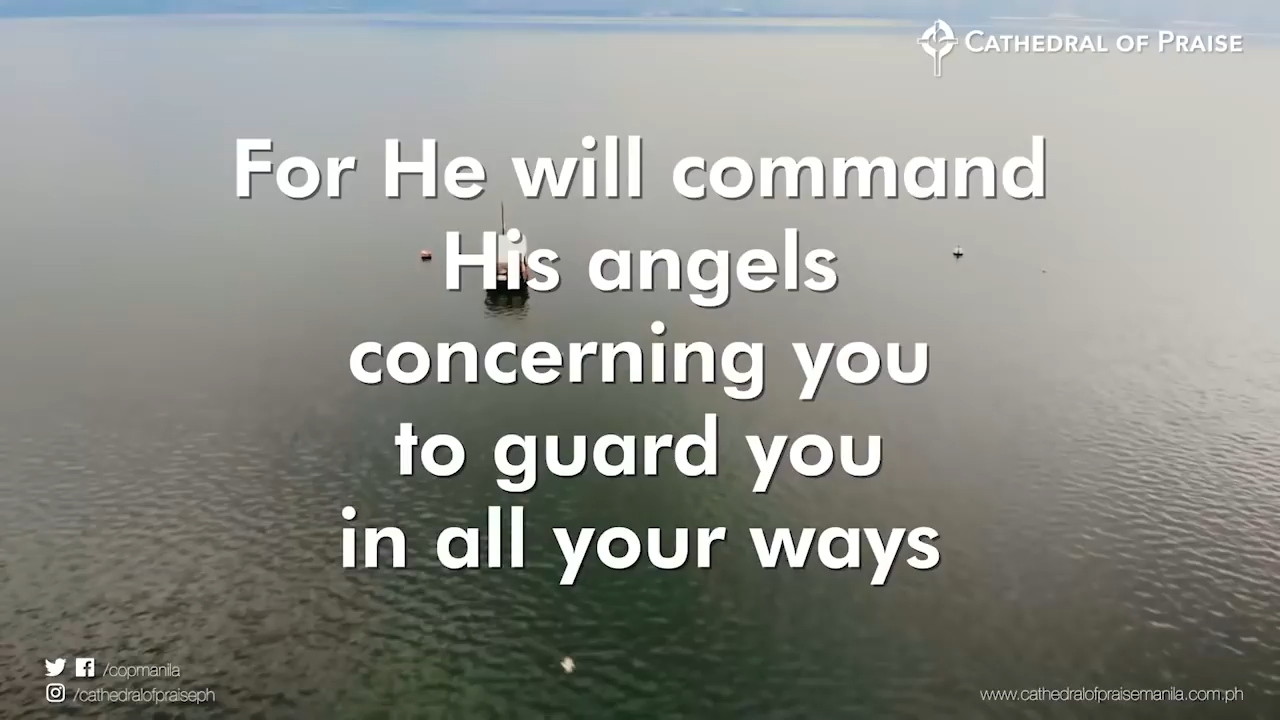 CATHEDRAL OF PRAISE
For He will command
His angels
concerning you
to guard you
in all your ways
/copmanila
/cathedralofpraiseph
www.cathedralofpraisemanila.com.ph